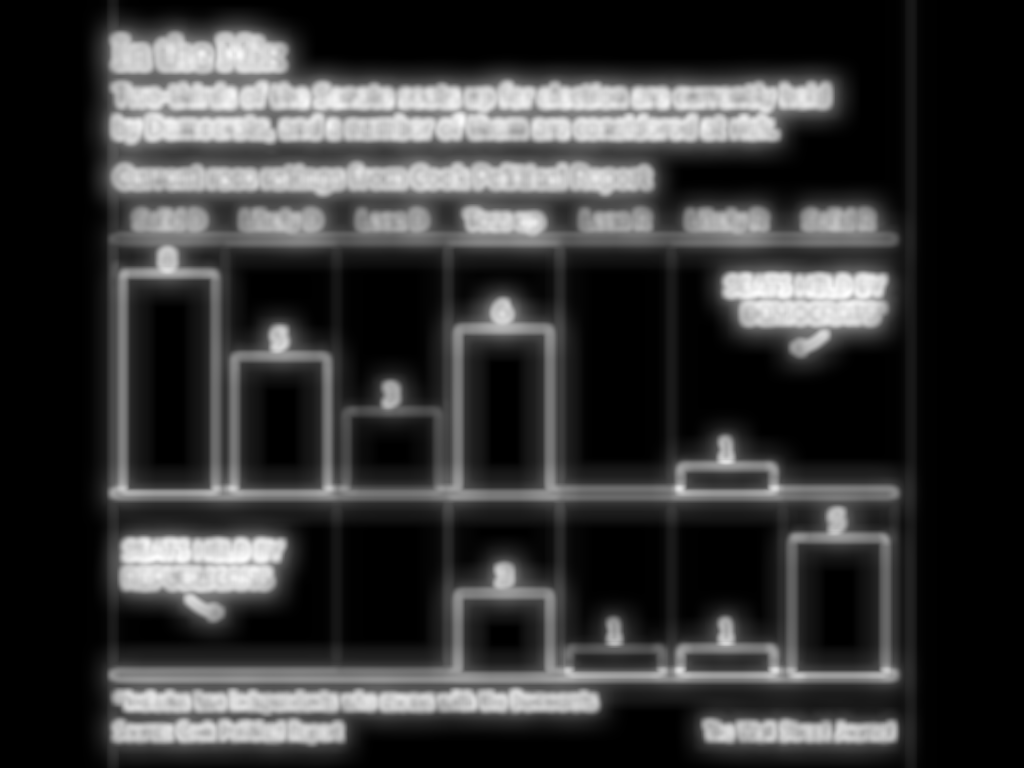 In the Mix
Two-thirds of the Senate seats up for election are currently held
by Democrats, and a number of them are considered at risk.
Current race ratings from Cook Political Report
Solid D Likely D Lean D Toss up Lean R Likely R Solid R
8
SEATS HELD BY
DEMOCRATS*
6
5
3
1
5
SEATS HELD BY
REPUBLICANS
3
1 1
*Includes two independents who caucus with the Democrats
Source: Cook Political Report The Wall Street Journal